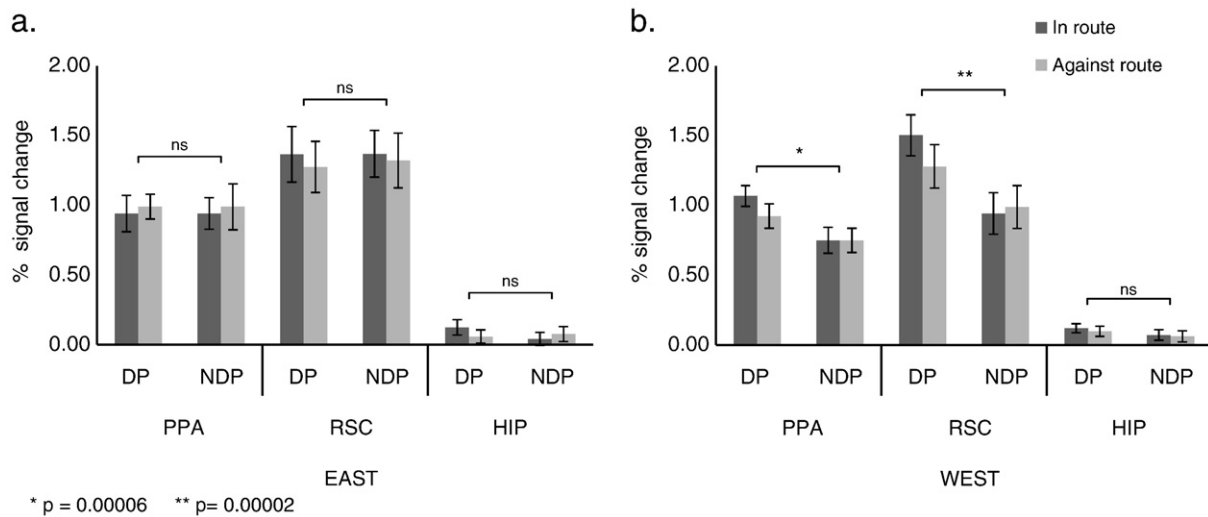 a.
% signal change
2.00
1.50
1.00
0.50
0.00
ns
ns
ns
DP NDP DP NDP DP NDP
PPA RSC HIP
EAST
b.
In route
Against route
% signal change
2.00
1.50
1.00
0.50
0.00
*
**
ns
DP NDP DP NDP DP NDP
PPA RSC HIP
WEST
* p = 0.00006 ** p= 0.00002